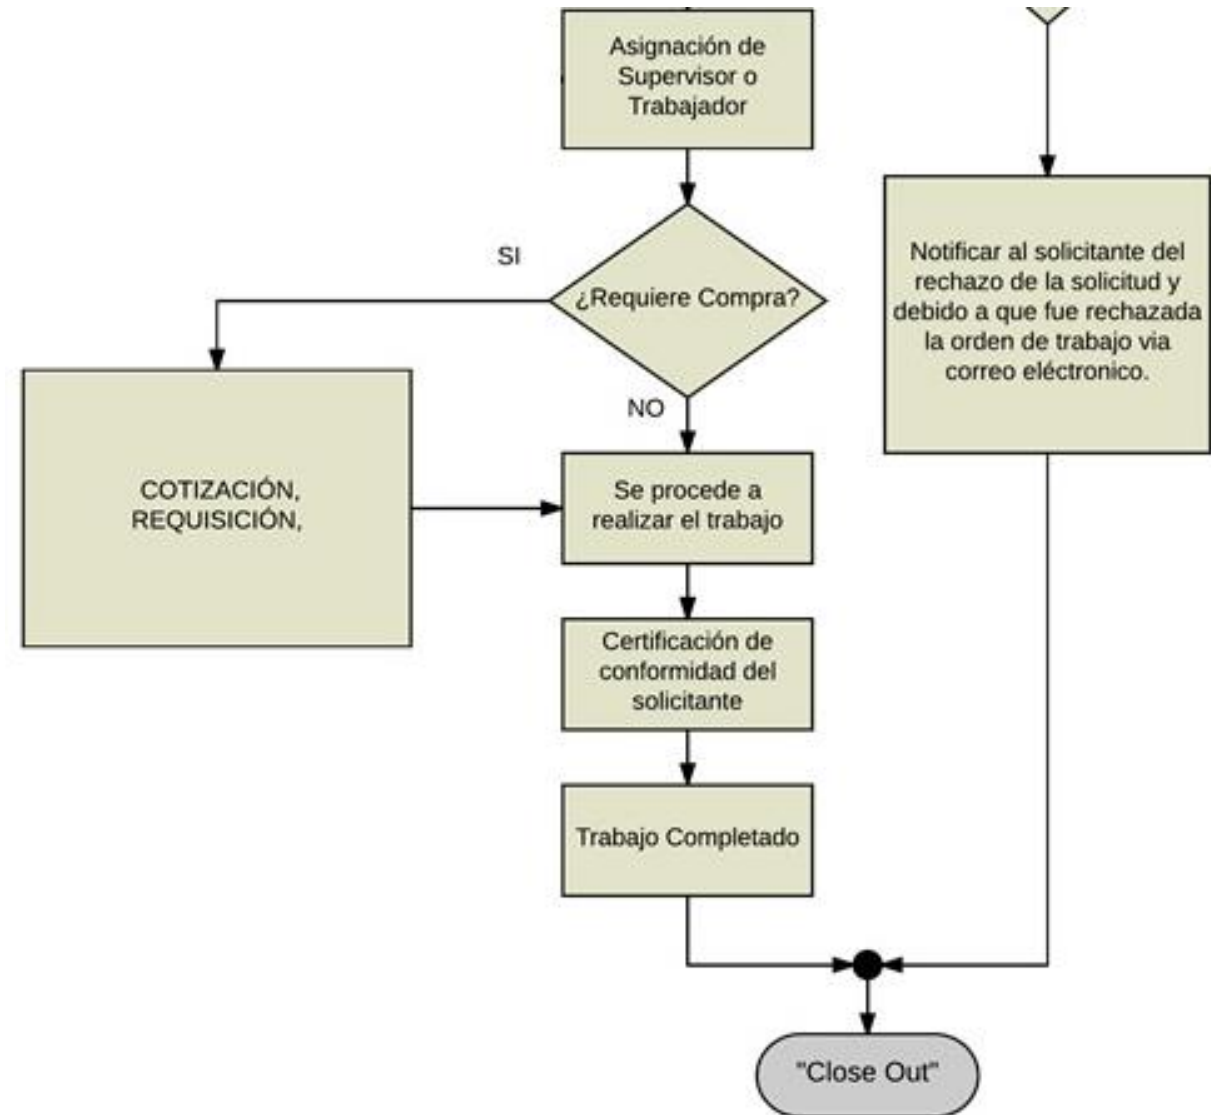 Asignación de
Supervisor o
Trabajador
SI
¿Requiere Compra?
Notificar al solicitante del
rechazo de la solicitud y
debido a que fue rechazada
la orden de trabajo via
correo eléctronico.
NO
COTIZACIÓN,
REQUISICIÓN,
Se procede a
realizar el trabajo
Certificación de
conformidad del
solicitante
Trabajo Completado
"Close Out"